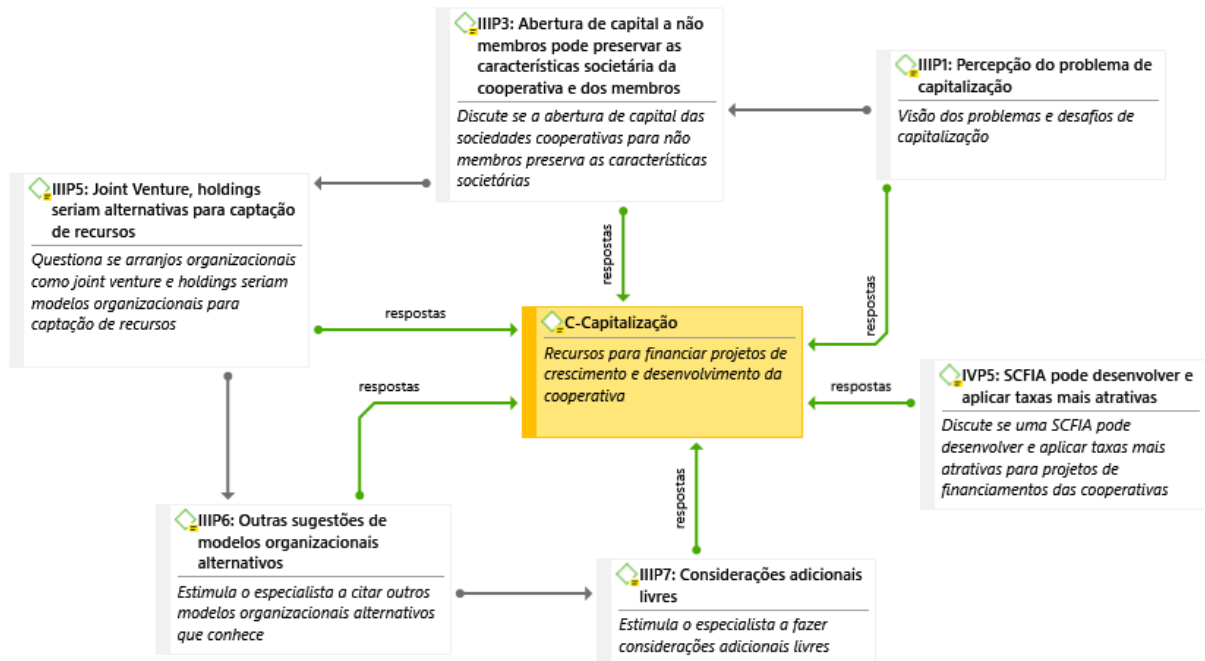 IIIP3: Abertura de capital a não
membros pode preservar as
características societária da
cooperativa e dos membros
Discute se a abertura de capital das
sociedades cooperativas para não
membros preserva as características
societárias
IIIP1: Percepção do problema de
capitalização
Visão dos problemas e desafios de
capitalização
IIIP5: Joint Venture, holdings
seriam alternativas para captação
de recursos
Questiona se arranjos organizacionais
como joint venture e holdings seriam
modelos organizacionais para
captação de recursos
respostas
respostas
respostas
C-Capitalização
Recursos para financiar projetos de
crescimento e desenvolvimento da
cooperativa
respostas
respostas
IVP5: SCFIA pode desenvolver e
aplicar taxas mais atrativas
Discute se uma SCFIA pode
desenvolver e aplicar taxas mais
atrativas para projetos de
financiamentos das cooperativas
respostas
IIIP6: Outras sugestões de
modelos organizacionais
alternativos
Estimula o especialista a citar outros
modelos organizacionais alternativos
que conhece
IIIP7: Considerações adicionais
livres
Estimula o especialista a fazer
considerações adicionais livres